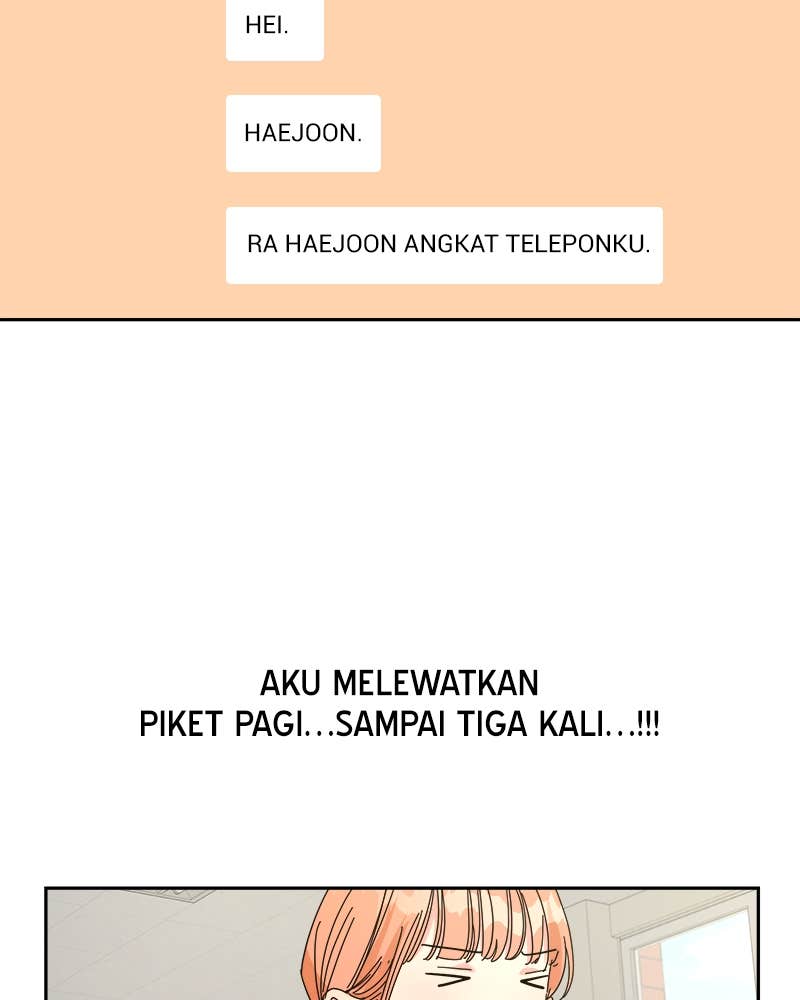 HEI.
HAEJOON.
RA HAEJOON ANGKAT TELEPONKU.
AKU MELEWATKAN
PIKET PAGI...SAMPAI TIGA KALI...!!!